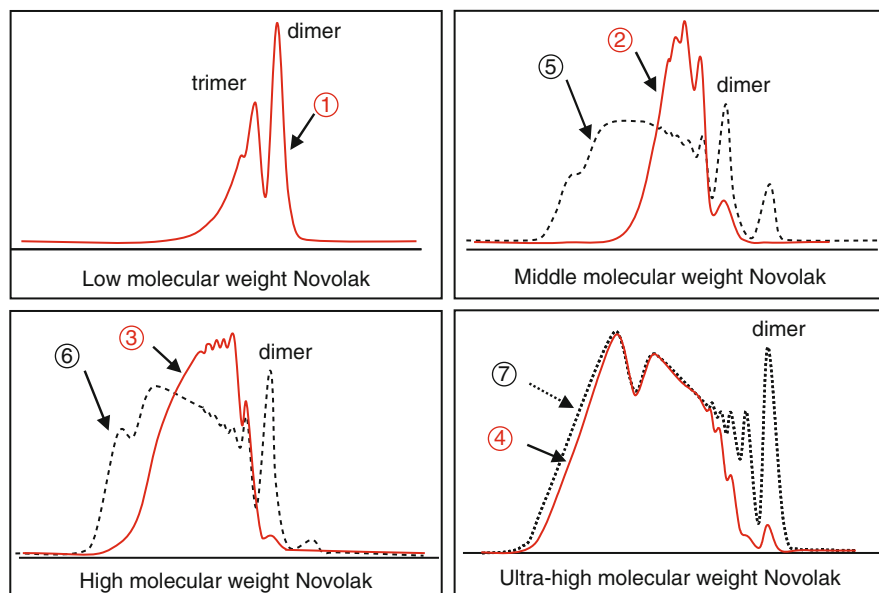 dimer
trimer
①
Low molecular weight Novolak
②
⑤
dimer
Middle molecular weight Novolak
③
⑥
dimer
High molecular weight Novolak
dimer
⑦
④
Ultra-high molecular weight Novolak